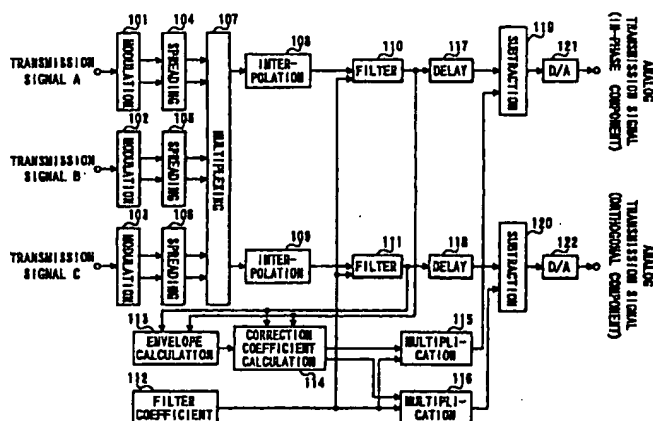 101
104
107
TRANSMISSION
SIGNAL A
MODULATION
SPREADING
MULTIPLEXING
108
INTER-
POLATION
110
FILTER
117
DELAY
119
SUBTRACTION
121
D/A
ANALOG
TRANSMISSION SIGNAL
(IN-PHASE COMPONENT)
102
105
TRANSMISSION
SIGNAL B
MODULATION
SPREADING
103
106
TRANSMISSION
SIGNAL C
MODULATION
SPREADING
109
INTER-
POLATION
111
FILTER
118
DELAY
120
SUBTRACTION
122
D/A
ANALOG
TRANSMISSION SIGNAL
(ORTHOGONAL COMPONENT)
113
ENVELOPE
CALCULATION
CORRECTION
COEFFICIENT
CALCULATION
114
115
MULTIPLI-
CATION
112
FILTER
COEFFICIENT
116
MULTIPLI-
CATION